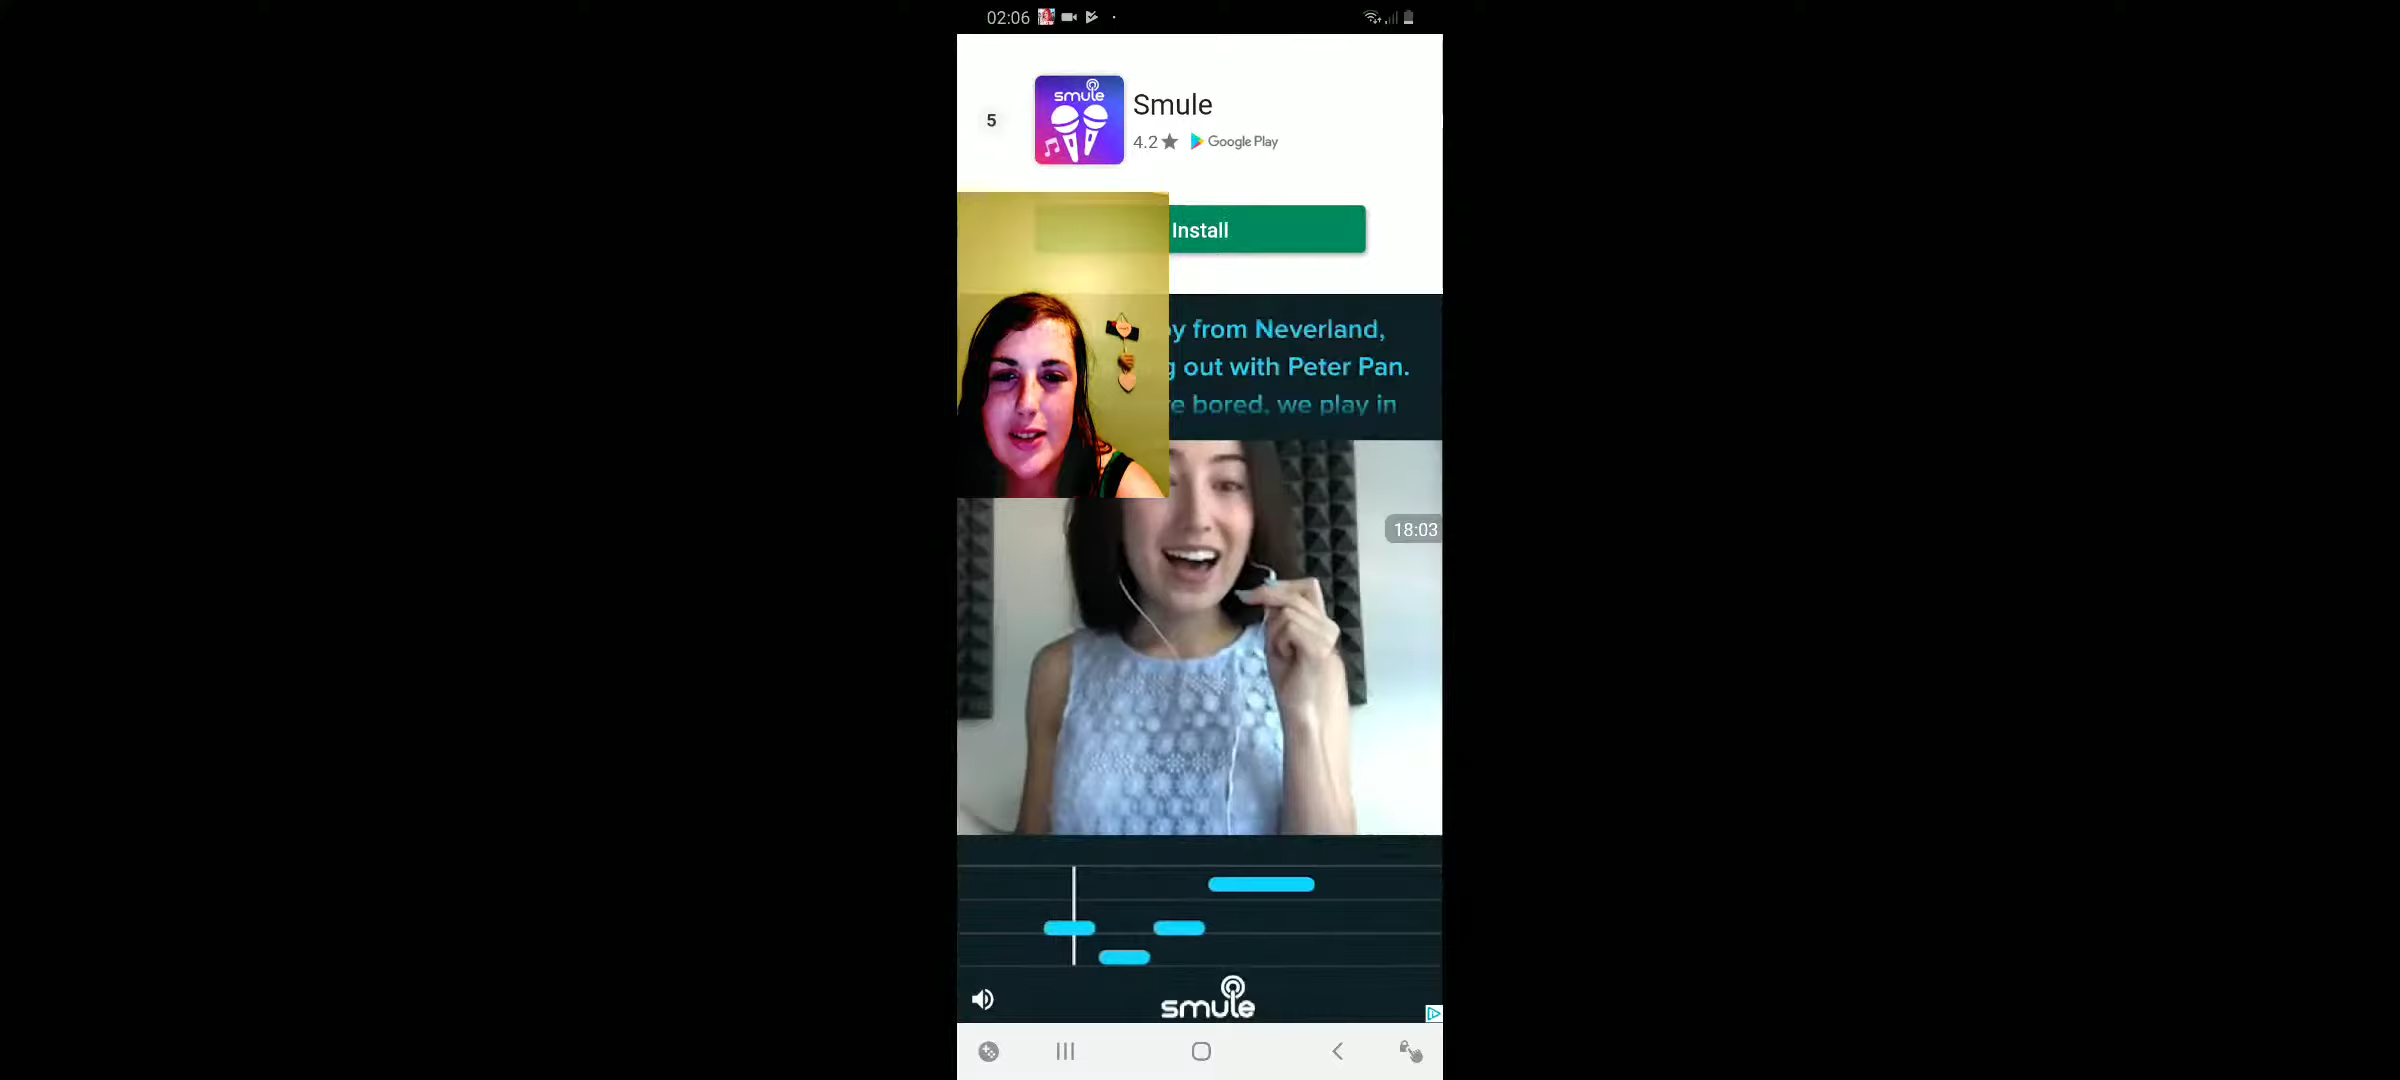 02:06
5
smule
Smule
4.2★ Google Play
Install
from Neverland,
out with Peter Pan.
bored, we play in
18:03
smule